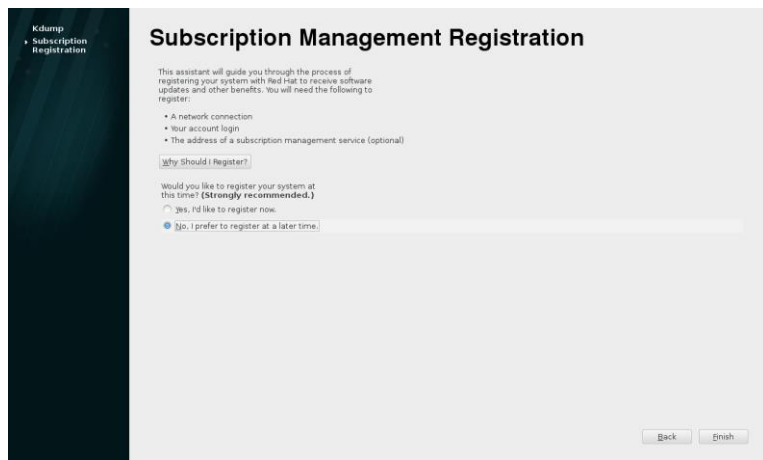 Kdump
Subscription
Registration
Subscription Management Registration
This assistant will guide you through the process of
registering your system with Red Hat to receive software
updates and other benefits. You will need the following to
register:
• A network connection
• Your account login
• The address of a subscription management service (optional)
Why Should I Register?
Would you like to register your system at
this time? (Strongly recommended.)
Yes, I'd like to register now.
No, I prefer to register at a later time.
Back
Finish